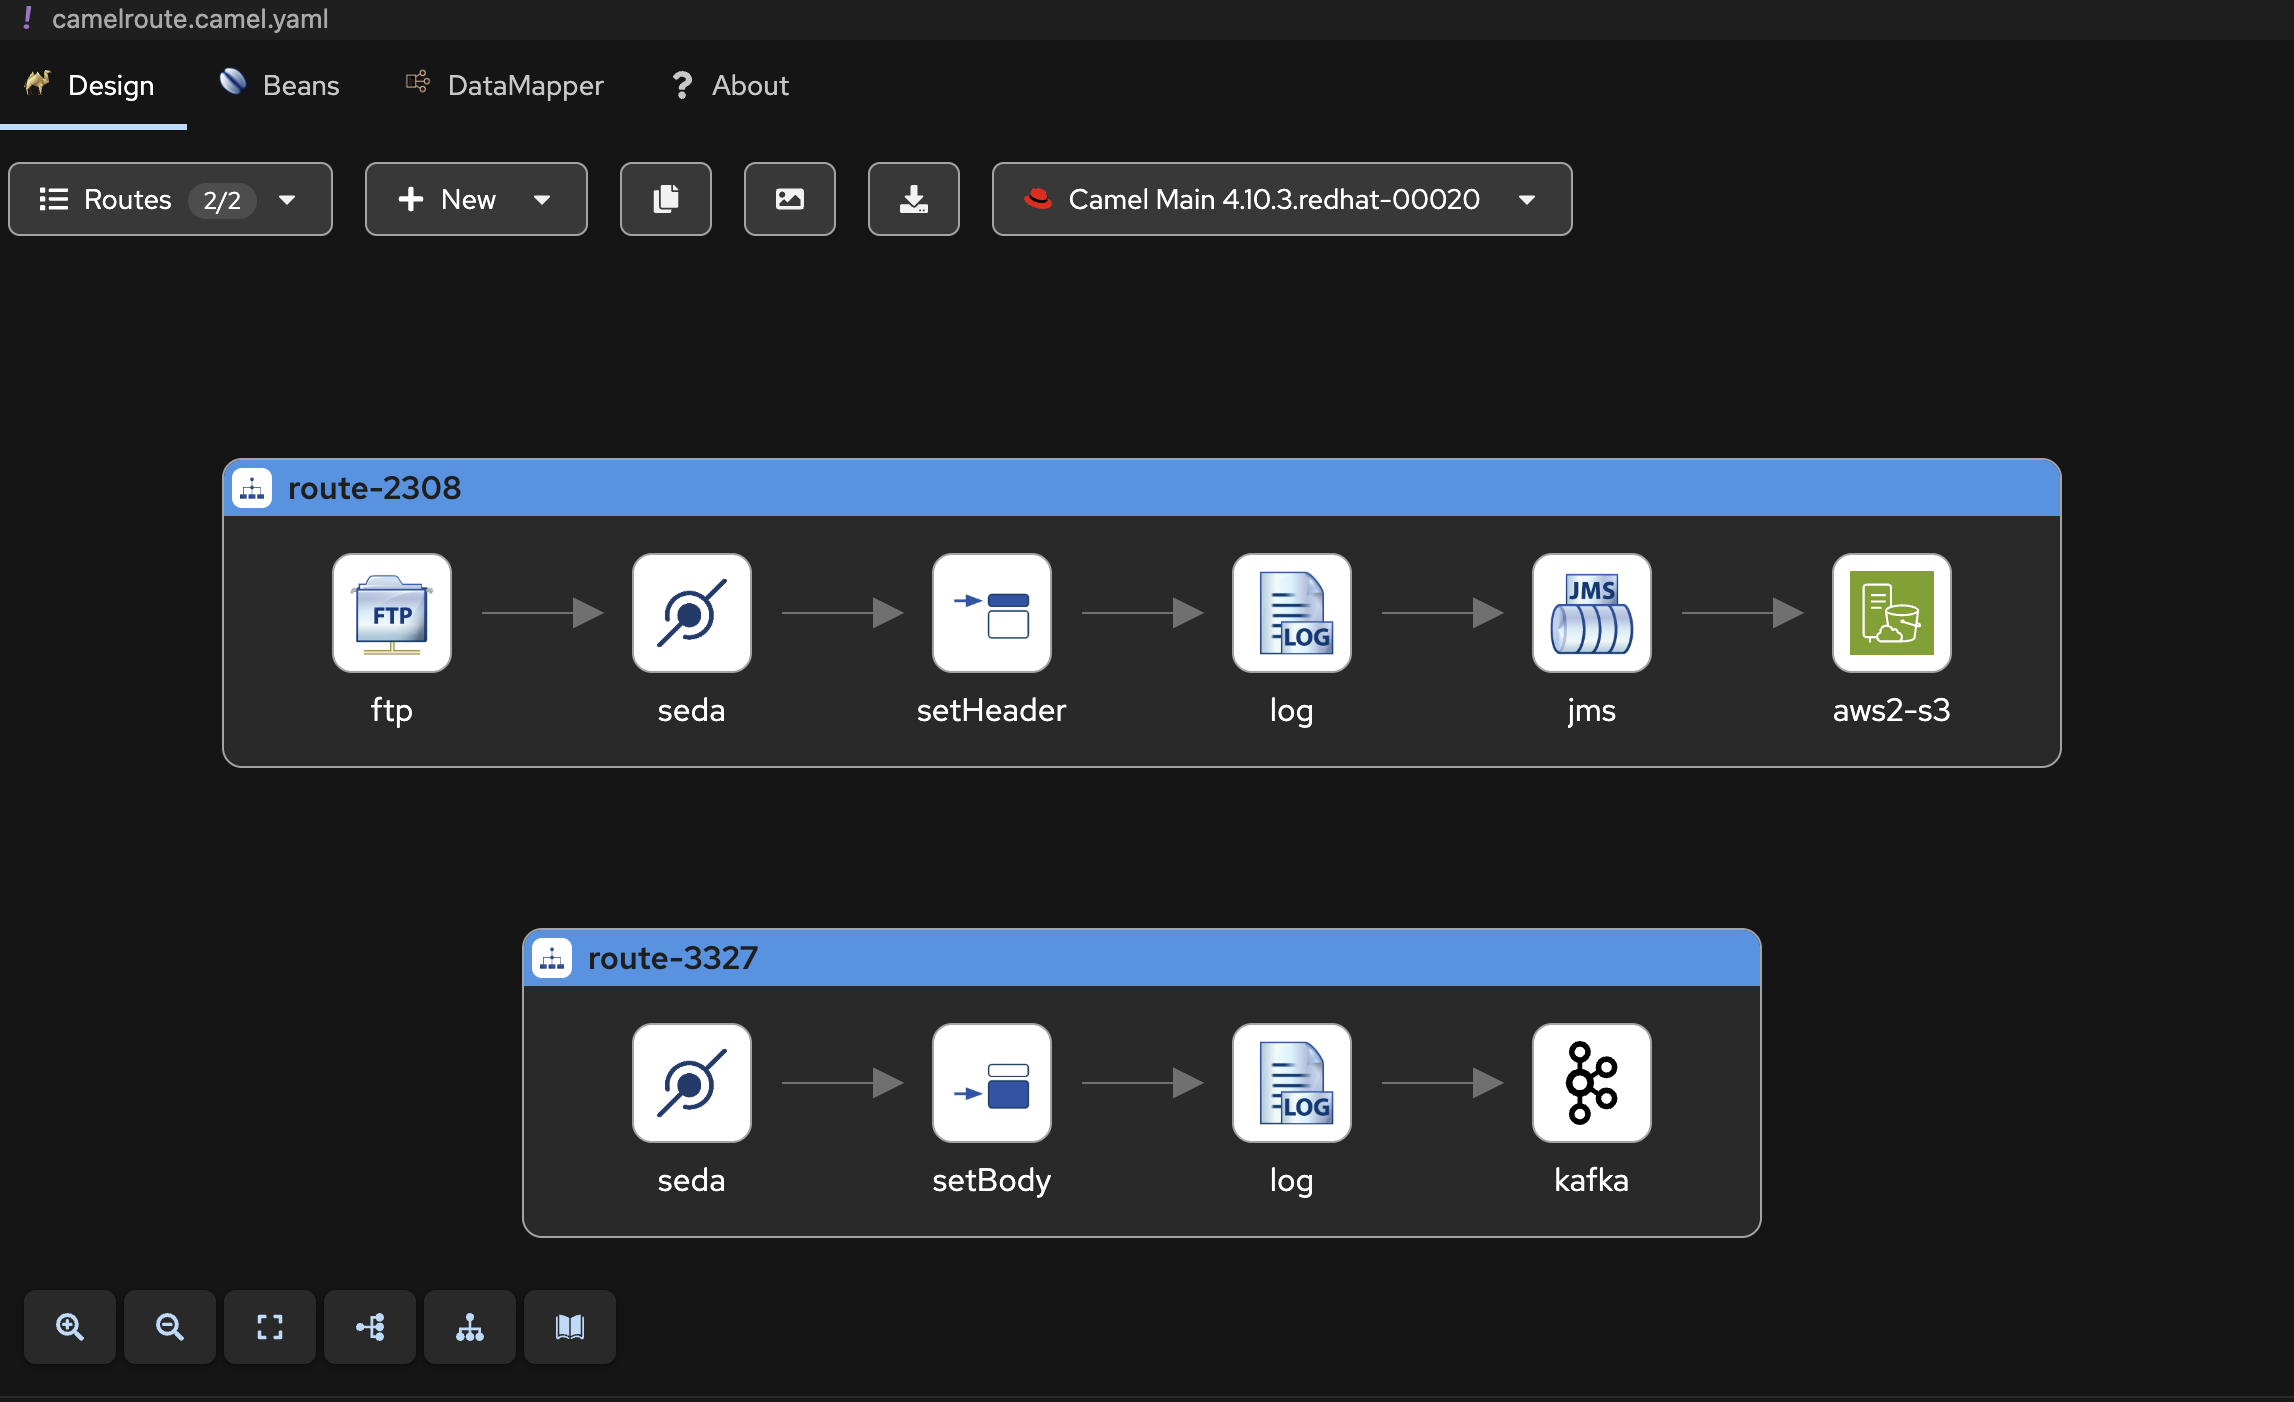 ! camelroute.camel.yaml
Design Beans DataMapper ? About
Routes 2/2 New Camel Main 4.10.3.redhat-00020
route-2308
FTP LOG JMS
ftp seda setHeader log jms aws2-s3
route-3327
LOG
seda setBody log kafka